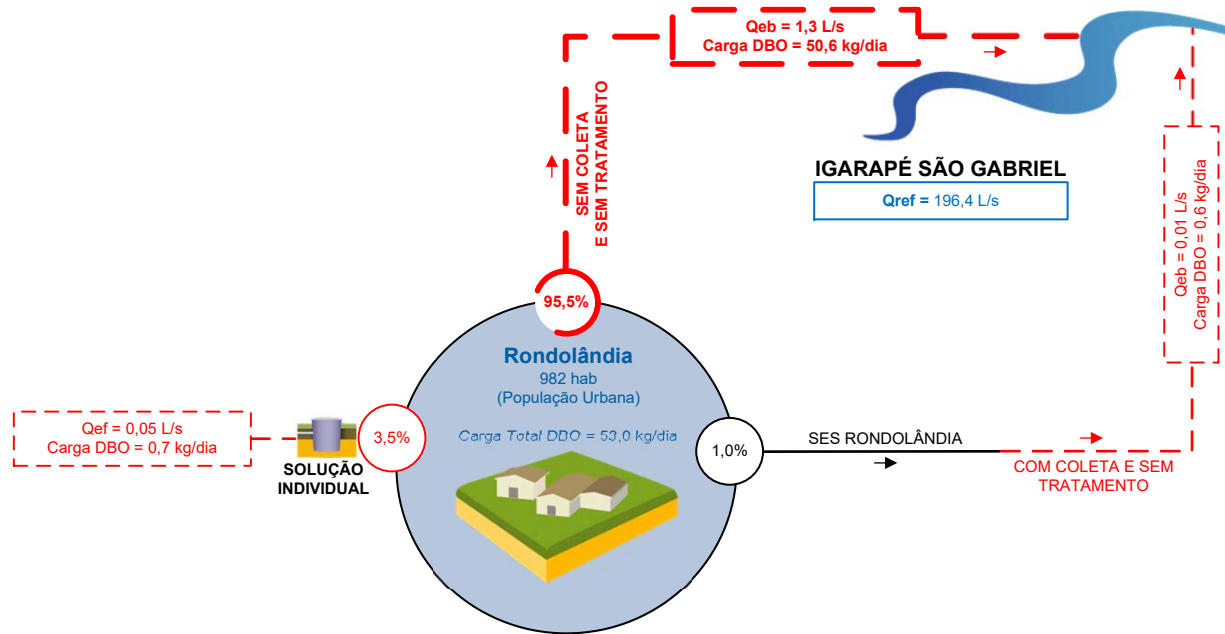 Qeb = 1,3 L/s
Carga DBO = 50,6 kg/dia
SEM COLETA
E SEM TRATAMENTO
IGARAPÉ SÃO GABRIEL
Qref = 196,4 L/s
Qeb = 0,01 L/s
Carga DBO = 0,6 kg/dia
95,5%
Rondolândia
982 hab
(População Urbana)
Carga Total DBO = 53,0 kg/dia
Qef = 0,05 L/s
Carga DBO = 0,7 kg/dia
SOLUÇÃO
INDIVIDUAL
3,5%
1,0%
SES RONDOLÂNDIA
COM COLETA E SEM
TRATAMENTO